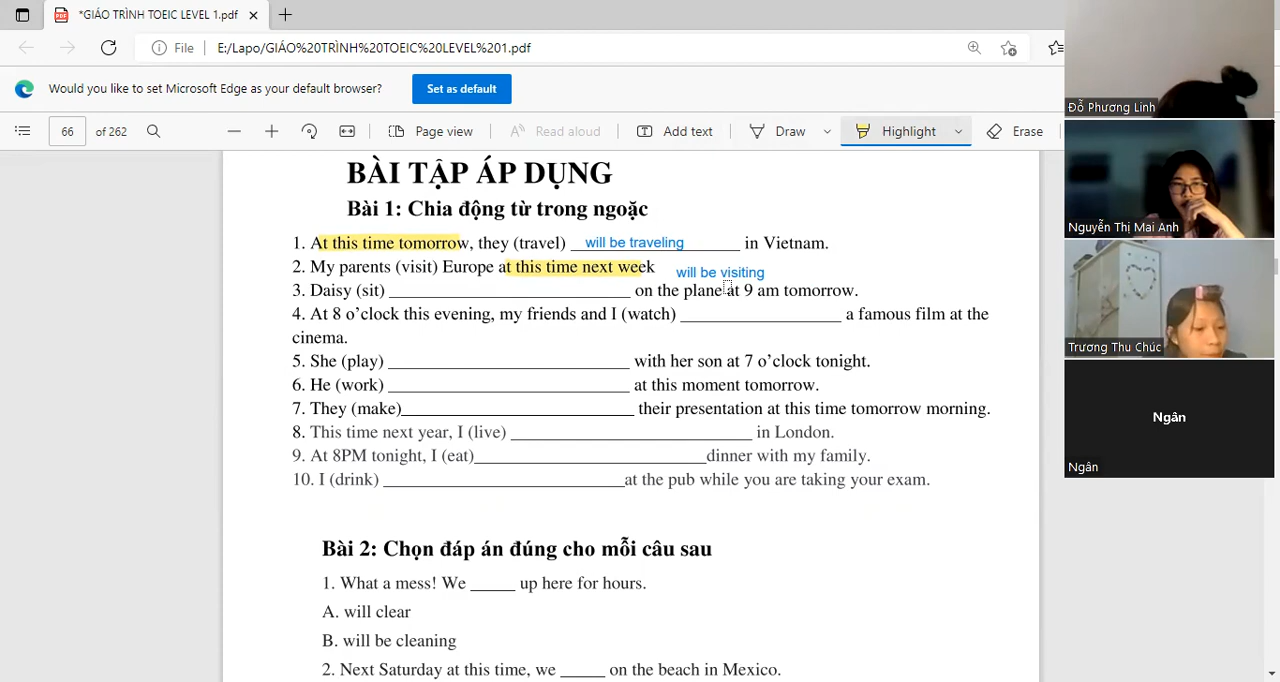 *GIÁO TRÌNH TOEIC LEVEL 1.pdf
File E:/Lapo/GIÁO%20TRÌNH%20TOEIC%20LEVEL%201.pdf
Would you like to set Microsoft Edge as your default browser? Set as default
66 of 262 Page view Read aloud Add text Draw Highlight Erase
BÀI TẬP ÁP DỤNG
Bài 1: Chia động từ trong ngoặc
1. At this time tomorrow, they (travel) will be traveling in Vietnam.
2. My parents (visit) Europe at this time next week will be visiting
3. Daisy (sit) ____ on the plane at 9 am tomorrow.
4. At 8 o’clock this evening, my friends and I (watch) ____ a famous film at the
cinema.
5. She (play) ____ with her son at 7 o’clock tonight.
6. He (work) ____ at this moment tomorrow.
7. They (make)____ their presentation at this time tomorrow morning.
8. This time next year, I (live) ____ in London.
9. At 8PM tonight, I (eat)____dinner with my family.
10. I (drink) ____at the pub while you are taking your exam.
Bài 2: Chọn đáp án đúng cho mỗi câu sau
1. What a mess! We _____ up here for hours.
A. will clear
B. will be cleaning
2. Next Saturday at this time, we _____ on the beach in Mexico.
Đỗ Phương Linh
Nguyễn Thị Mai Anh
Trương Thu Chúc
Ngân
Ngân